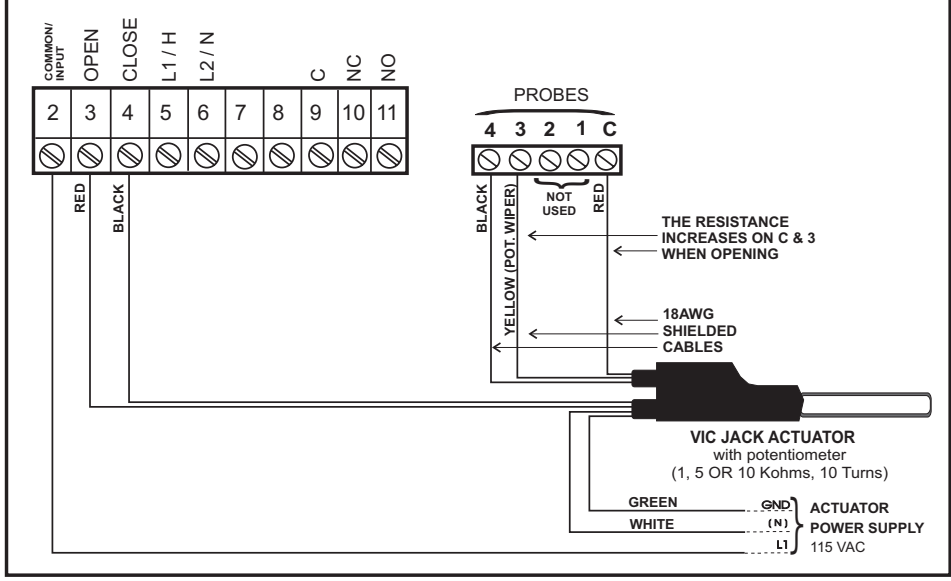 COMMON/
INPUT
OPEN
CLOSE
L1 / H
L2 / N
C
NC
NO
2 3 4 5 6 7 8 9 10 11
PROBES
4 3 2 1 C
RED
BLACK
BLACK
YELLOW (POT. WIPER)
NOT
USED
RED
THE RESISTANCE
INCREASES ON C & 3
WHEN OPENING
18AWG
SHIELDED
CABLES
VIC JACK ACTUATOR
with potentiometer
(1, 5 OR 10 Kohms, 10 Turns)
GREEN GND
WHITE (N)
L1
ACTUATOR
POWER SUPPLY
115 VAC